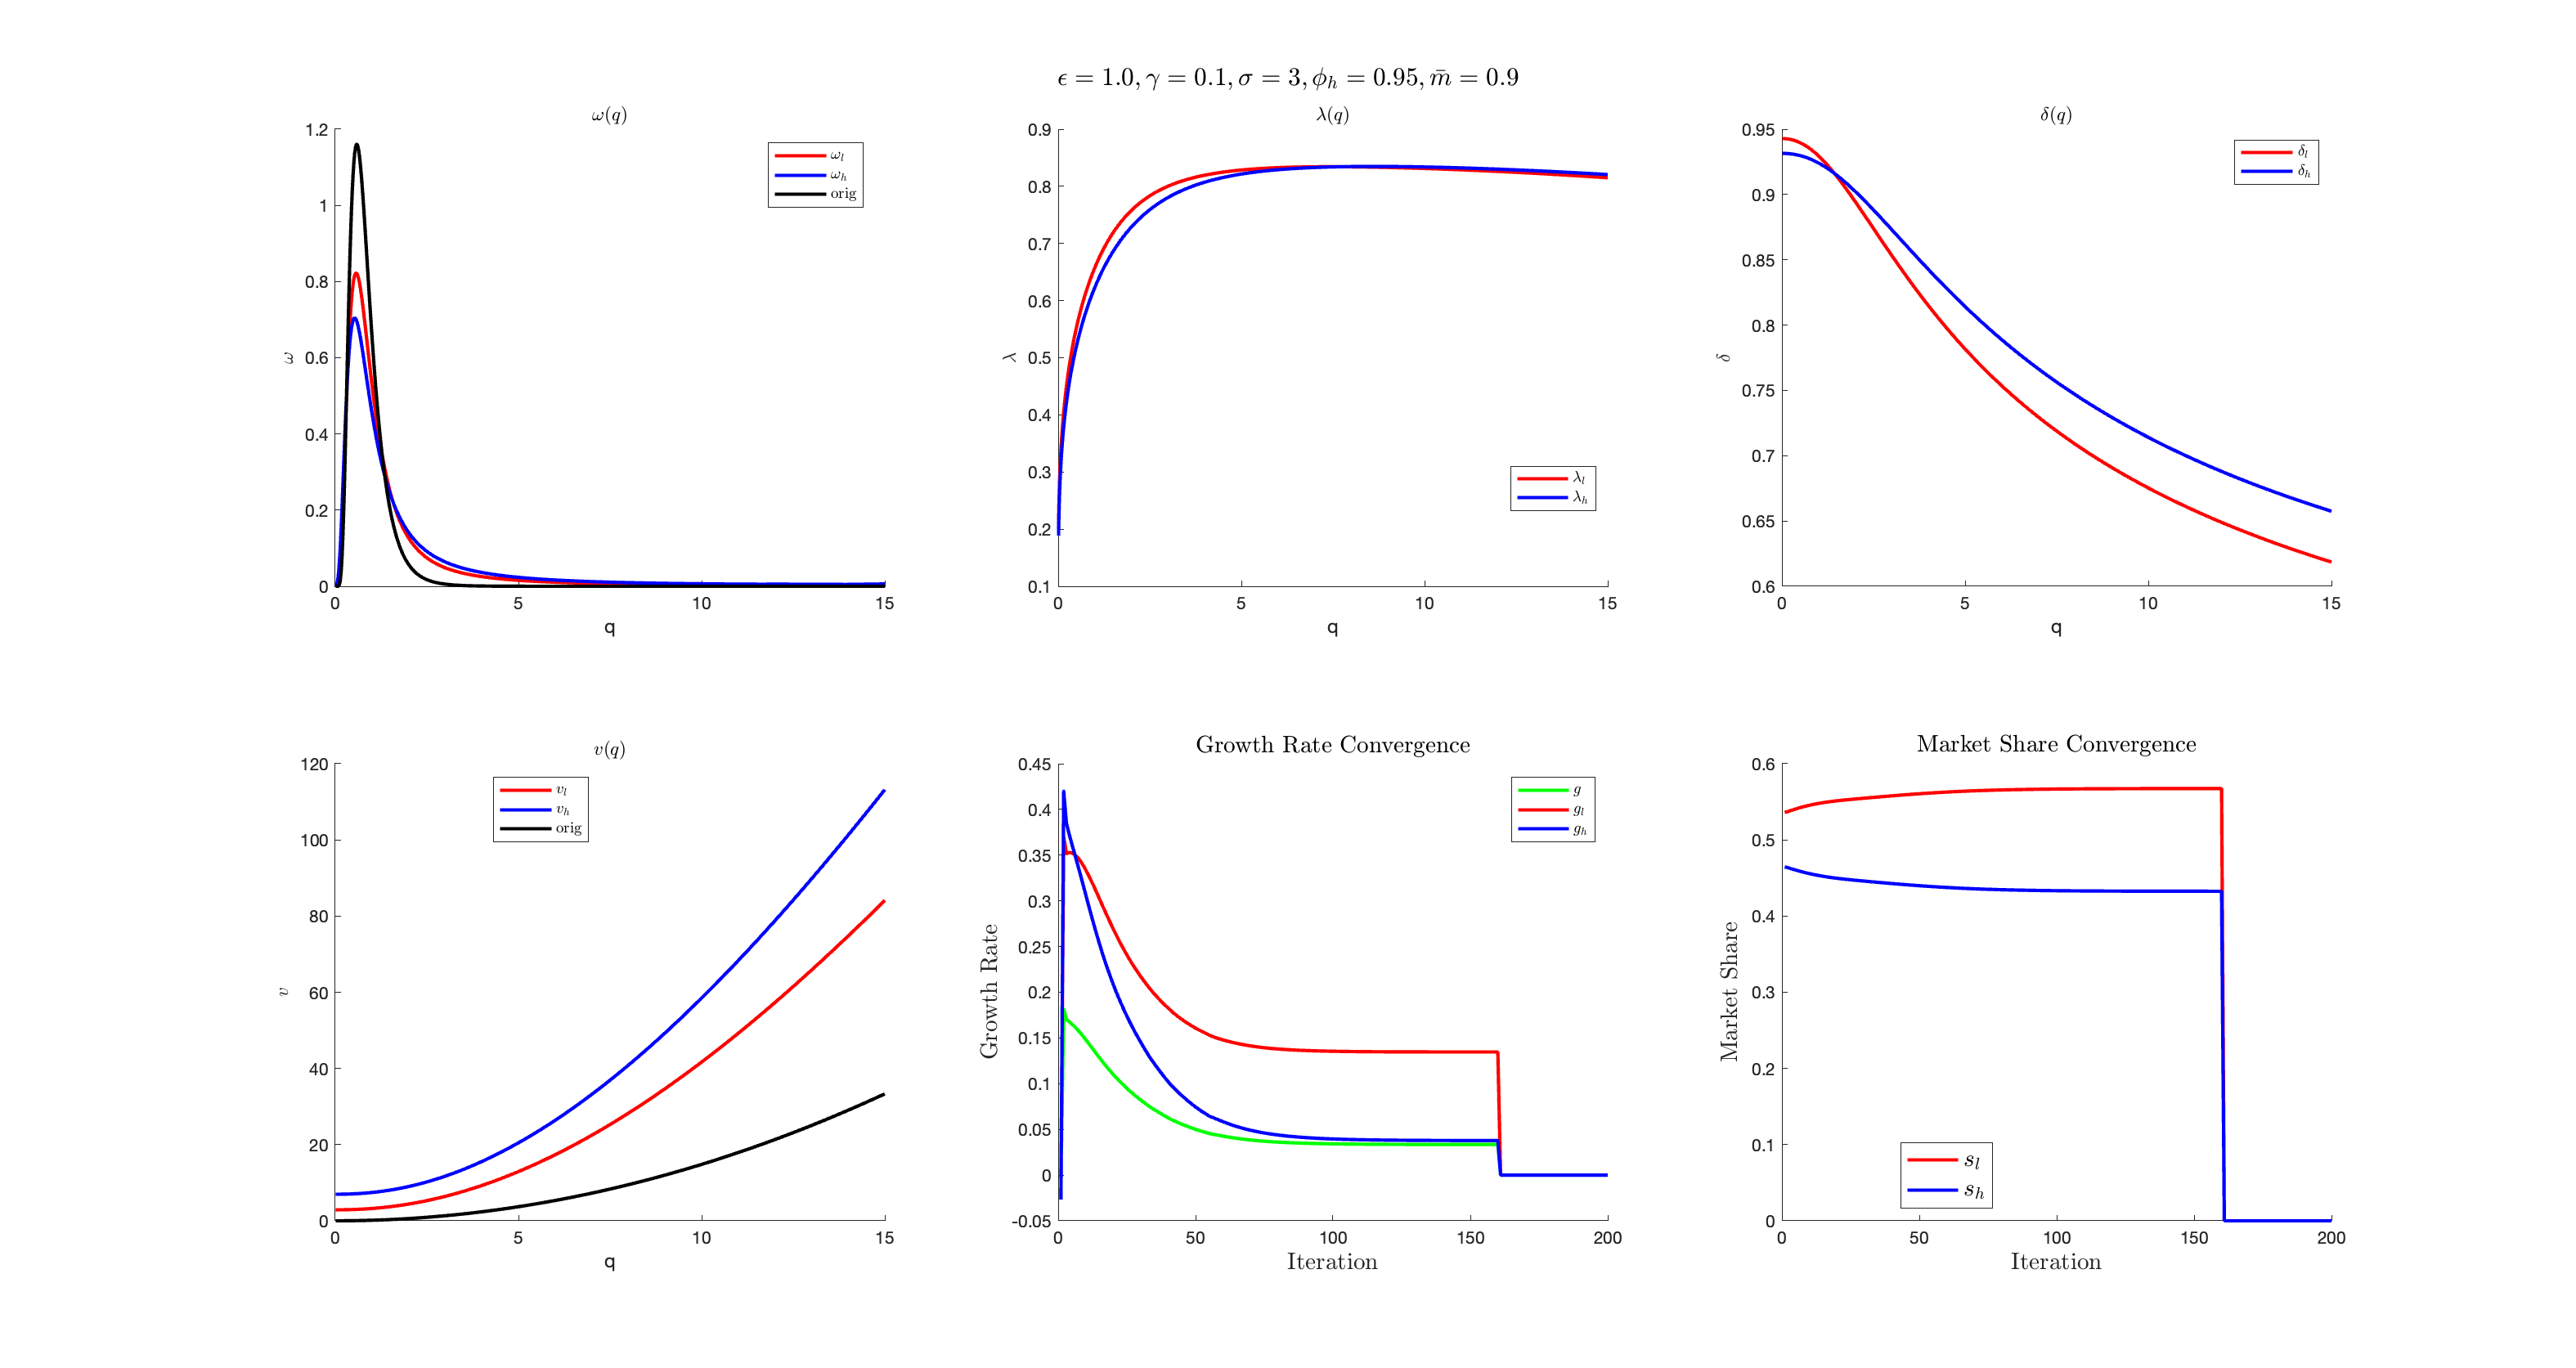 ϵ = 1.0, γ = 0.1, σ = 3, ϕ_h = 0.95, m̄ = 0.9
ω(q)
1.2
1
0.8
0.6
0.4
0.2
0
ω
0 5 10 15
q
ω_l
ω_h
orig
λ(q)
0.9
0.8
0.7
0.6
0.5
0.4
0.3
0.2
0.1
λ
0 5 10 15
q
λ_l
λ_h
δ(q)
0.95
0.9
0.85
0.8
0.75
0.7
0.65
0.6
δ
0 5 10 15
q
δ_l
δ_h
v(q)
120
100
80
60
40
20
0
v
0 5 10 15
q
v_l
v_h
orig
Growth Rate Convergence
0.45
0.4
0.35
0.3
0.25
0.2
0.15
0.1
0.05
0
-0.05
Growth Rate
0 50 100 150 200
Iteration
g
g_l
g_h
Market Share Convergence
0.6
0.5
0.4
0.3
0.2
0.1
0
Market Share
0 50 100 150 200
Iteration
s_l
s_h